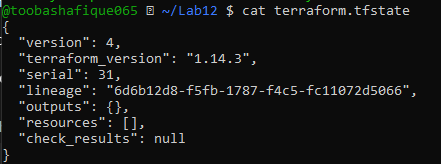 @toobashafique065 ~/Lab12 $ cat terraform.tfstate
{
  "version": 4,
  "terraform_version": "1.14.3",
  "serial": 31,
  "lineage": "6d6b12d8-f5fb-1787-f4c5-fc11072d5066",
  "outputs": {},
  "resources": [],
  "check_results": null
}